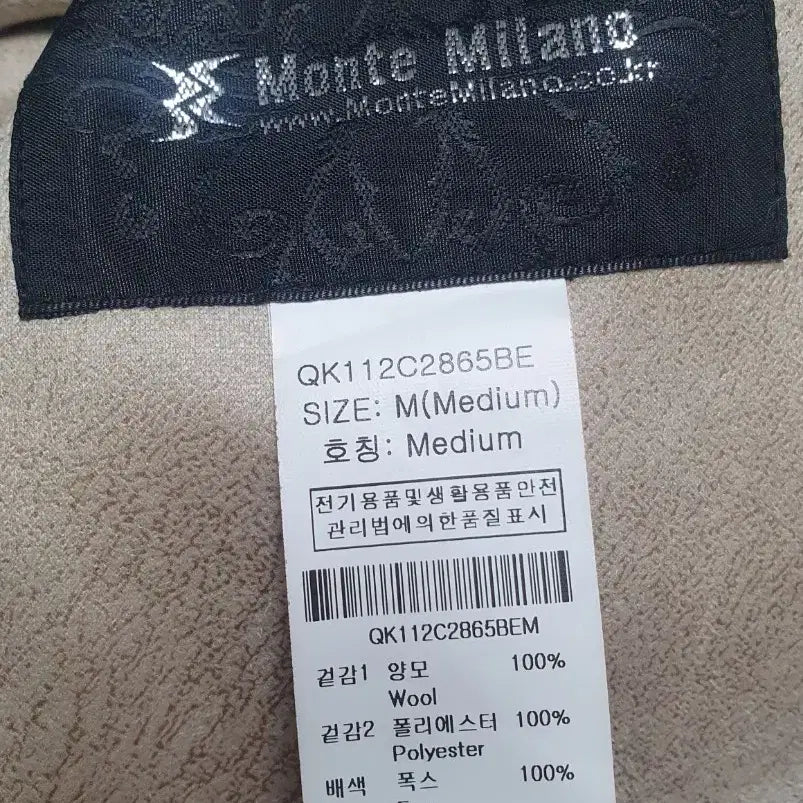 Monte Milano
www.MonteMilano.co.kr
QK112C2865BE
SIZE: M(Medium)
호칭: Medium
전기용품및생활용품안전
관리법에의한품질표시
QK112C2865BEM
겉감1 양모 100%
Wool
겉감2 폴리에스터 100%
Polyester
배색 폭스 100%